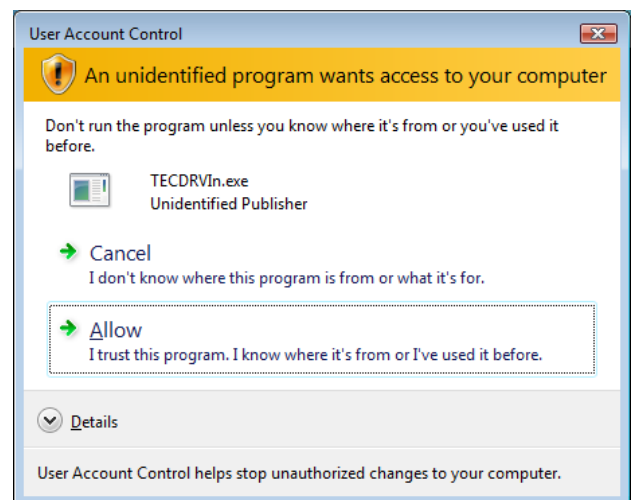 User Account Control
An unidentified program wants access to your computer
Don't run the program unless you know where it's from or you've used it
before.
TECDRVIn.exe
Unidentified Publisher
Cancel
I don't know where this program is from or what it's for.
Allow
I trust this program. I know where it's from or I've used it before.
Details
User Account Control helps stop unauthorized changes to your computer.